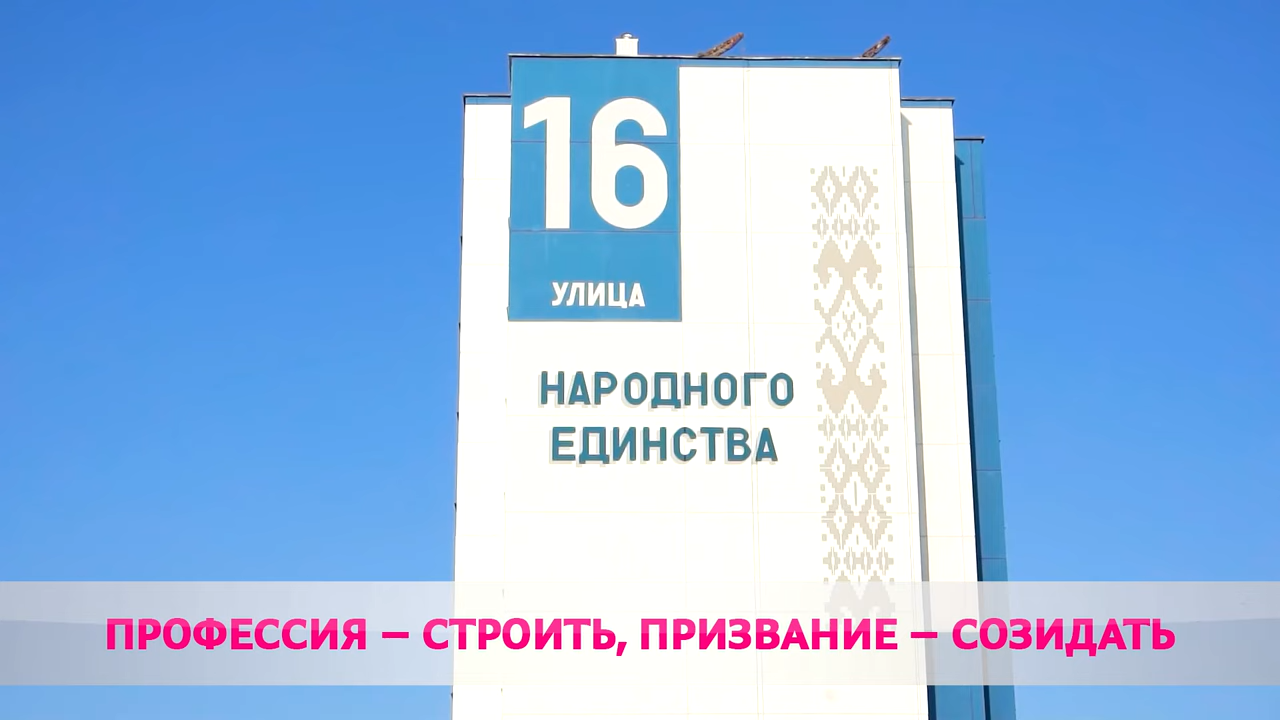 16
УЛИЦА
НАРОДНОГО
ЕДИНСТВА
ПРОФЕССИЯ – СТРОИТЬ, ПРИЗВАНИЕ – СОЗИДАТЬ